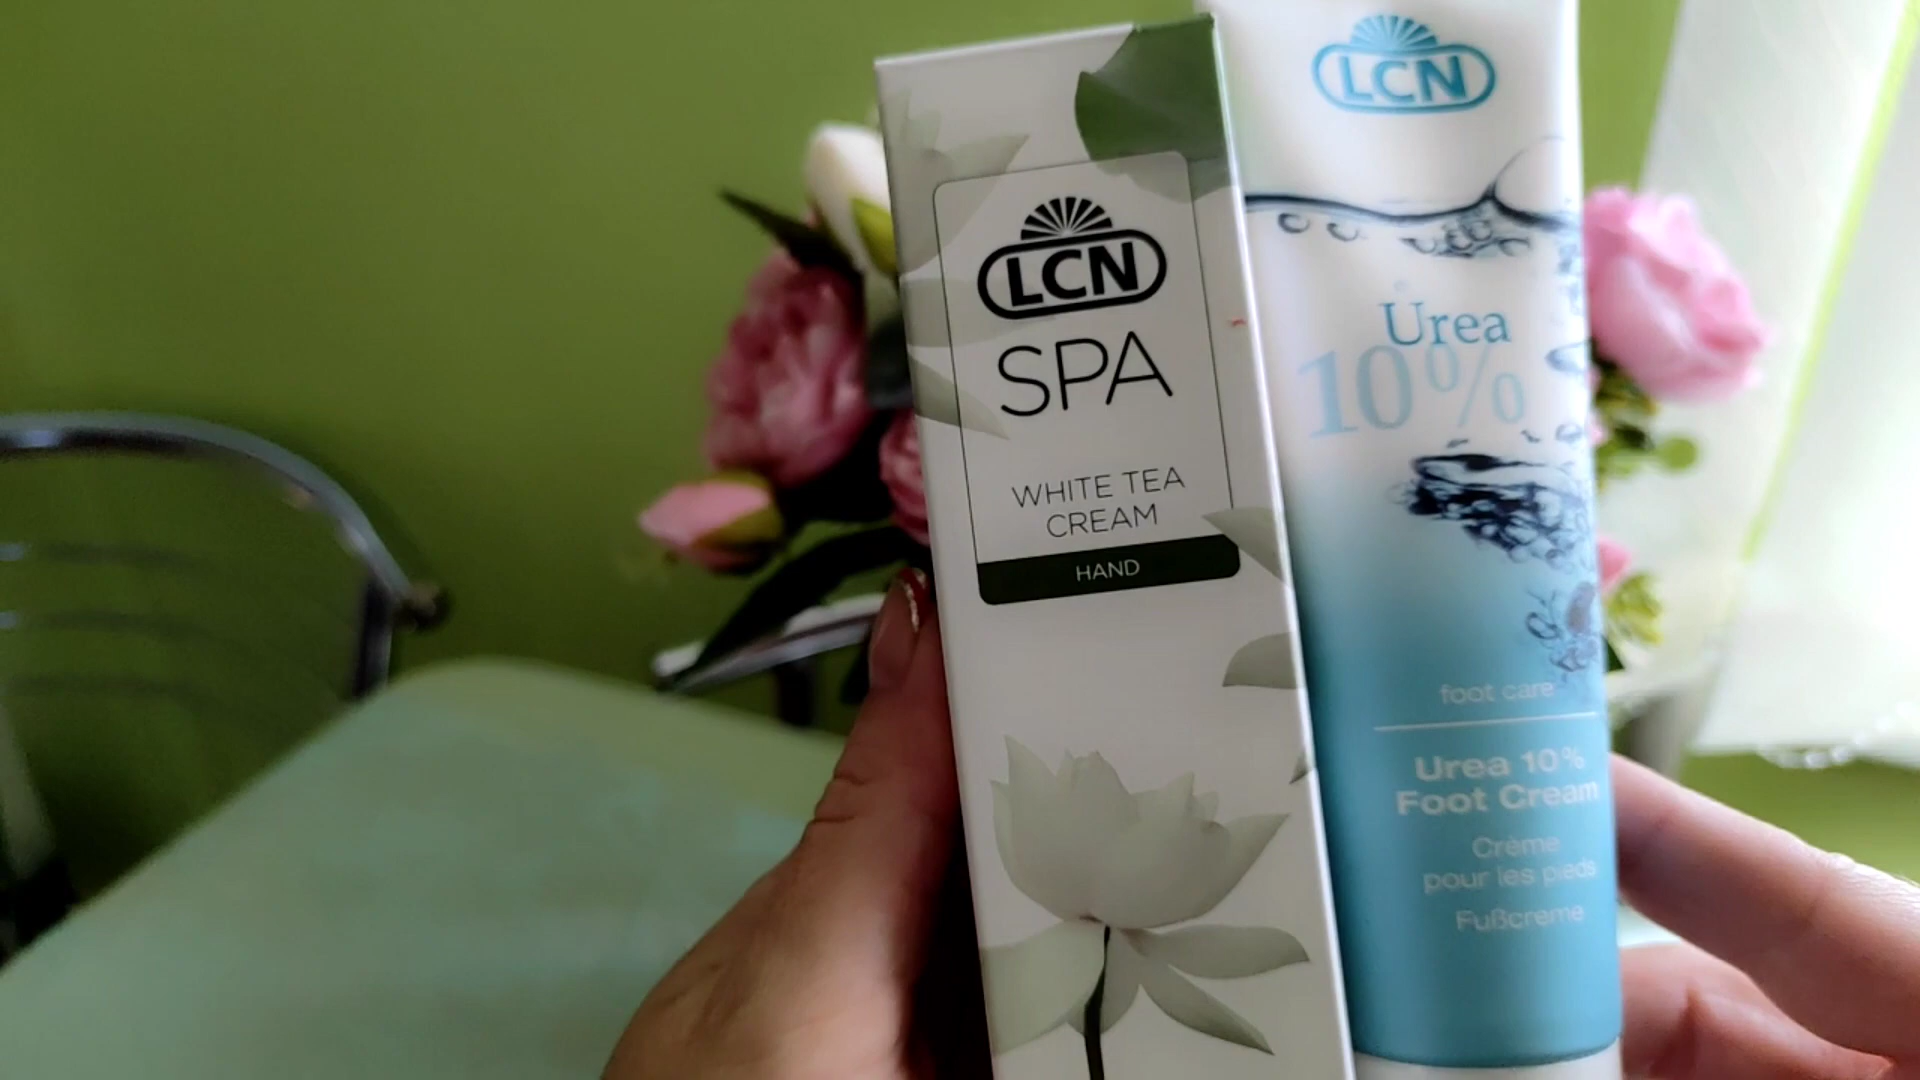 LCN
SPA
WHITE TEA
CREAM
HAND
LCN
Urea
10%
foot care
Urea 10%
Foot Cream
Crème
pour les pieds
Fußcreme